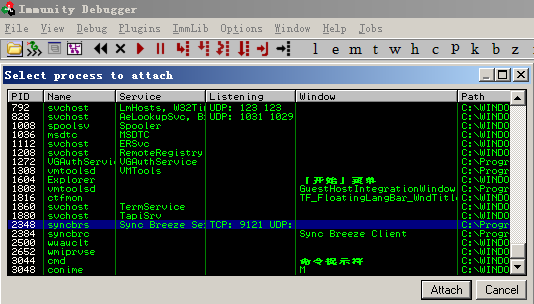 Immunity Debugger
File View Debug Plugins ImmLib Options Window Help Jobs
l e m t w h c p k b z
Select process to attach
PID Name Service Listening Window Path
792 svchost LmHosts, W32Ti UDP: 123 123 C:\WINDO
828 svchost AeLookupSvc, B UDP: 1031 1029 C:\WINDO
1008 spoolsv Spooler C:\WINDO
1036 msdtc MSDTC C:\WINDO
1112 svchost ERSvc C:\WINDO
1208 svchost RemoteRegistry C:\WINDO
1272 VGAuthService VGAuthService C:\Progr
1308 vmtoolsd VMTools C:\Progr
1604 Explorer 「开始」菜单 C:\WINDO
1808 vmtoolsd GuestHostIntegrationWindow C:\Progr
1816 ctfmon TF_FloatingLangBar_WndTitle C:\WINDO
1860 svchost TermService C:\WINDO
1880 svchost TapiSrv C:\WINDO
2348 syncbrs Sync Breeze Se TCP: 9121 UDP: C:\Progr
2384 syncbrc Sync Breeze Client C:\Progr
2500 wuauclt C:\WINDO
2652 wmiprvse C:\WINDO
3044 cmd 命令提示符 C:\WINDO
3048 conime M C:\WINDO
Attach Cancel